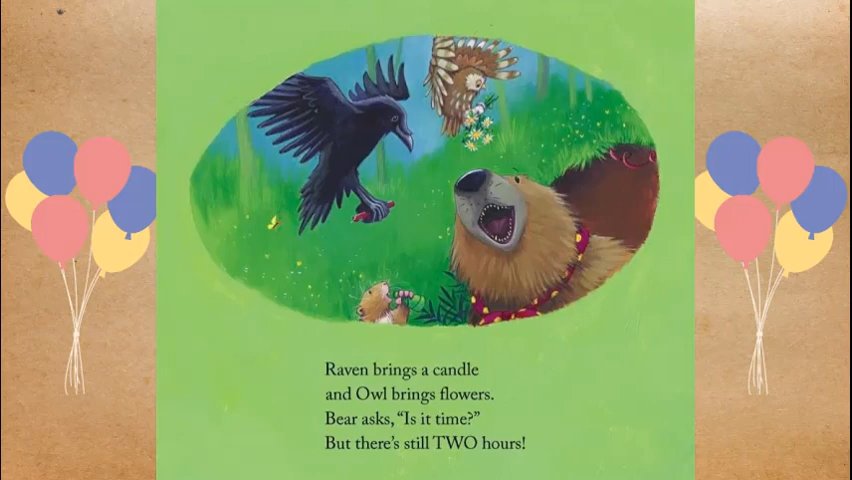 Raven brings a candle
and Owl brings flowers.
Bear asks, “Is it time?”
But there’s still TWO hours!